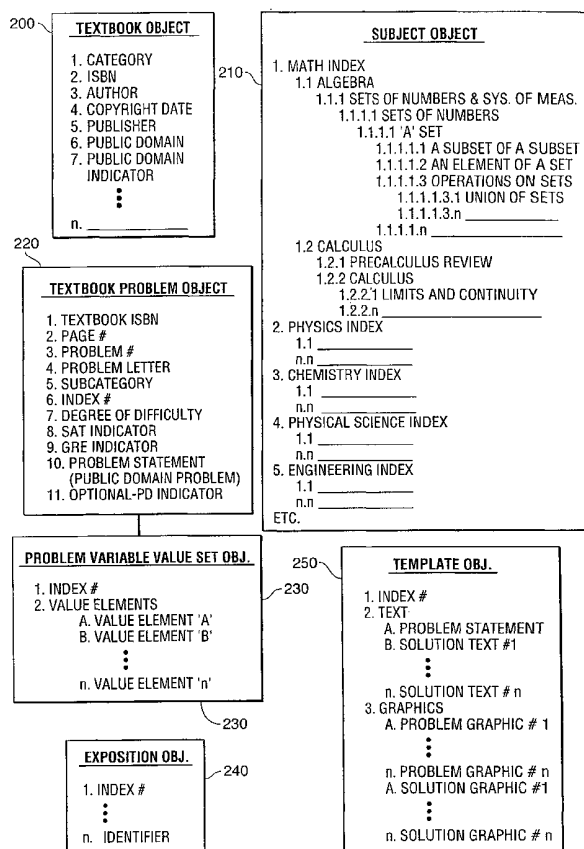 200
TEXTBOOK OBJECT
1. CATEGORY
2. ISBN
3. AUTHOR
4. COPYRIGHT DATE
5. PUBLISHER
6. PUBLIC DOMAIN
7. PUBLIC DOMAIN
INDICATOR
n.
210
SUBJECT OBJECT
1. MATH INDEX
1.1 ALGEBRA
1.1.1 SETS OF NUMBERS & SYS. OF MEAS.
1.1.1.1 SETS OF NUMBERS
1.1.1.1 'A' SET
1.1.1.1.1 A SUBSET OF A SUBSET
1.1.1.1.2 AN ELEMENT OF A SET
1.1.1.1.3 OPERATIONS ON SETS
1.1.1.1.3.1 UNION OF SETS
1.1.1.1.3.n
1.1.1.1.n
1.2 CALCULUS
1.2.1 PRECALCULUS REVIEW
1.2.2 CALCULUS
1.2.2.1 LIMITS AND CONTINUITY
1.2.2.n
2. PHYSICS INDEX
1.1
n.n
3. CHEMISTRY INDEX
1.1
n.n
4. PHYSICAL SCIENCE INDEX
1.1
n.n
5. ENGINEERING INDEX
1.1
n.n
ETC.
220
TEXTBOOK PROBLEM OBJECT
1. TEXTBOOK ISBN
2. PAGE #
3. PROBLEM #
4. PROBLEM LETTER
5. SUBCATEGORY
6. INDEX #
7. DEGREE OF DIFFICULTY
8. SAT INDICATOR
9. GRE INDICATOR
10. PROBLEM STATEMENT
(PUBLIC DOMAIN PROBLEM)
11. OPTIONAL-PD INDICATOR
PROBLEM VARIABLE VALUE SET OBJ.
230
1. INDEX #
2. VALUE ELEMENTS
A. VALUE ELEMENT 'A'
B. VALUE ELEMENT 'B'
n. VALUE ELEMENT 'n'
230
EXPOSITION OBJ.
240
1. INDEX #
n. IDENTIFIER
250
TEMPLATE OBJ.
1. INDEX #
2. TEXT
A. PROBLEM STATEMENT
B. SOLUTION TEXT #1
n. SOLUTION TEXT # n
3. GRAPHICS
A. PROBLEM GRAPHIC # 1
n. PROBLEM GRAPHIC # n
A. SOLUTION GRAPHIC #1
n. SOLUTION GRAPHIC # n